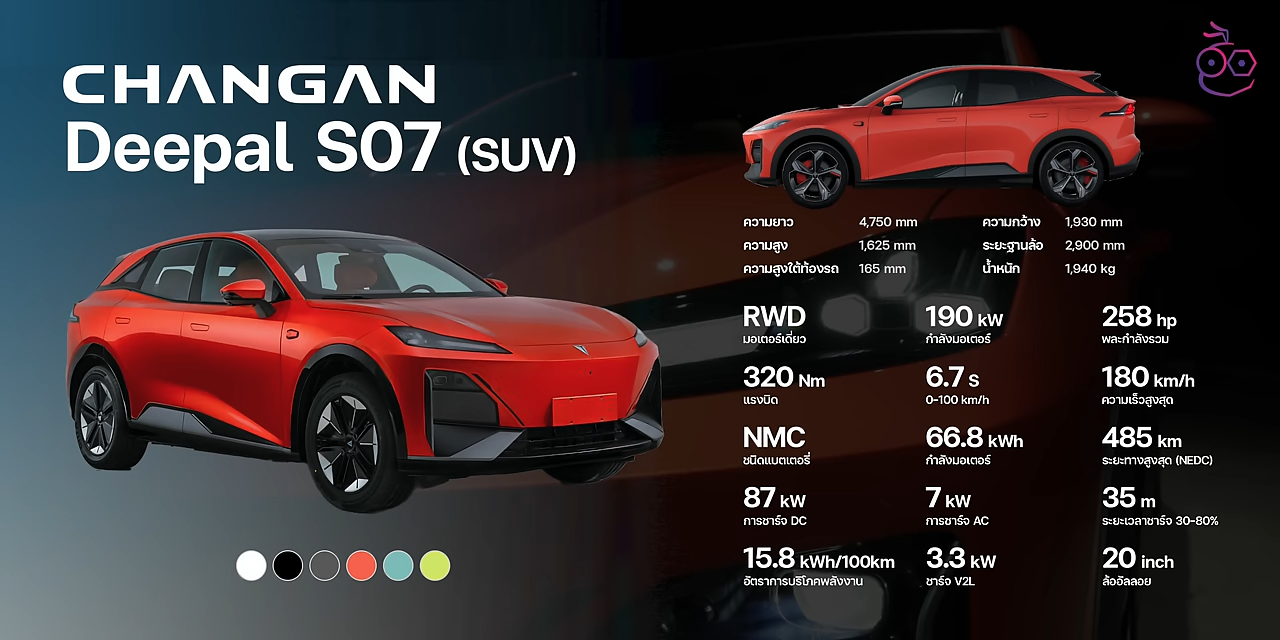 CHANGAN
Deepal S07 (SUV)
ความยาว 4,750 mm ความกว้าง 1,930 mm
ความสูง 1,625 mm ระยะฐานล้อ 2,900 mm
ความสูงใต้ท้องรถ 165 mm น้ำหนัก 1,940 kg
RWD 190 kW 258 hp
มอเตอร์เดี่ยว กำลังมอเตอร์ พละกำลังรวม
320 Nm 6.7 S 180 km/h
แรงบิด 0-100 km/h ความเร็วสูงสุด
NMC 66.8 kWh 485 km
ชนิดแบตเตอรี่ กำลังมอเตอร์ ระยะทางสูงสุด (NEDC)
87 kW 7 kW 35 m
การชาร์จ DC การชาร์จ AC ระยะเวลาชาร์จ 30-80%
15.8 kWh/100km 3.3 kW 20 inch
อัตราการบริโภคพลังงาน ชาร์จ V2L ล้ออัลลอย